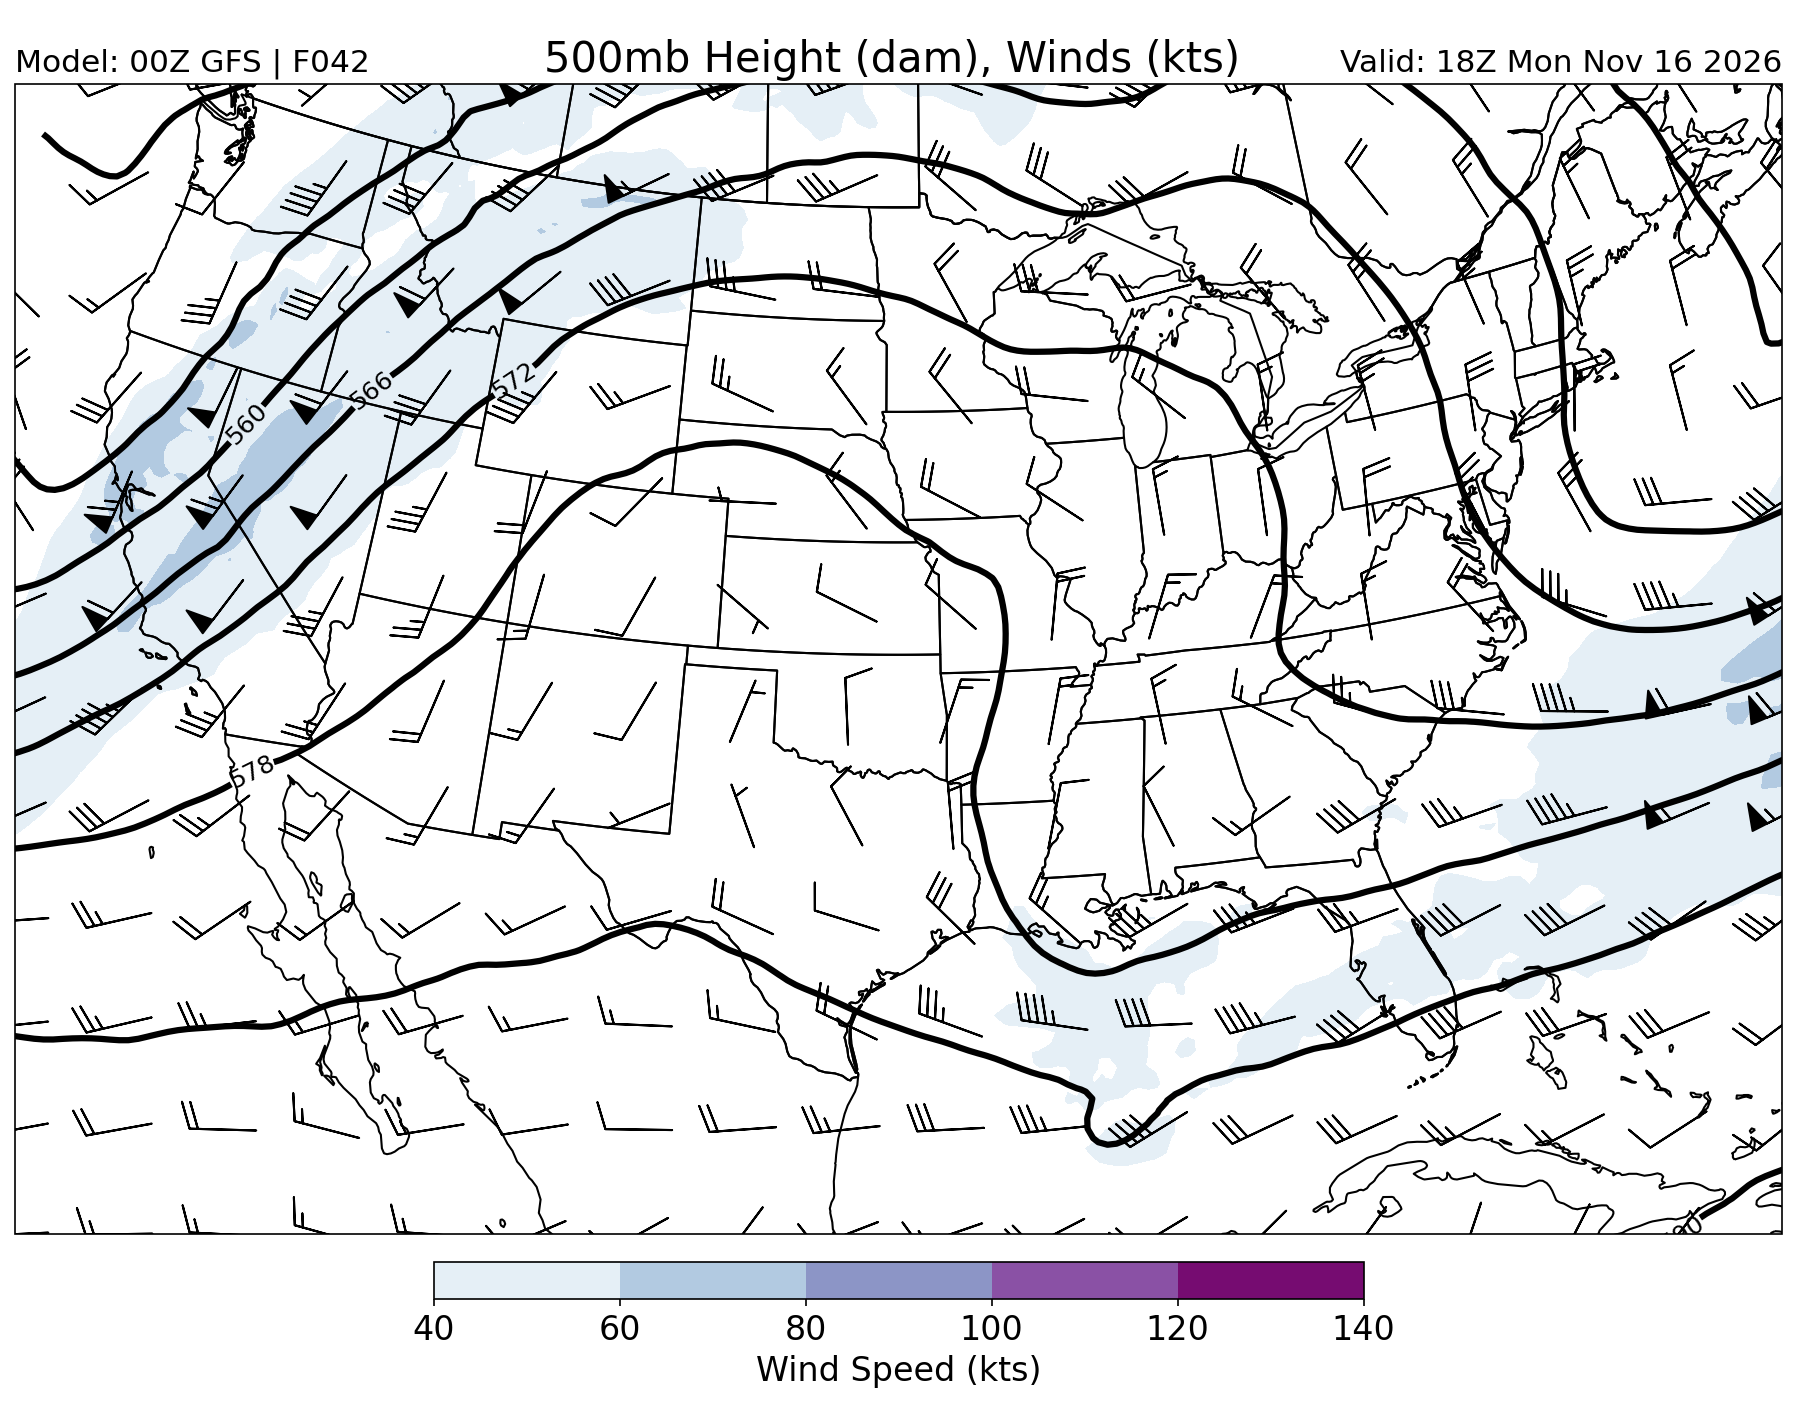 Model: 00Z GFS | F042
500mb Height (dam), Winds (kts)
Valid: 18Z Mon Nov 16 2026
572
566
560
578
40 60 80 100 120 140
Wind Speed (kts)